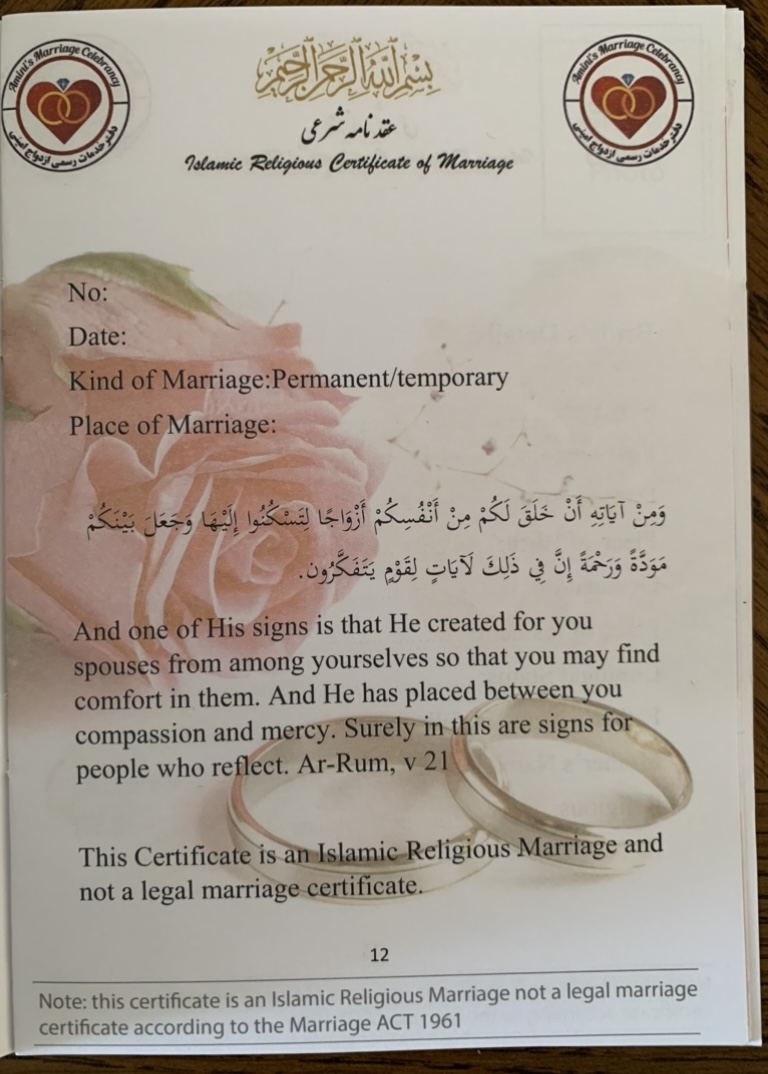 Amini's Marriage Celebrancy
دفتر خدمات رسمی ازدواج امینی
بِسْمِ ٱللَّٰهِ ٱلرَّحْمَٰنِ ٱلرَّحِيمِ
Amini's Marriage Celebrancy
دفتر خدمات رسمی ازدواج امینی
عقدنامه شرعی
Islamic Religious Certificate of Marriage
No:
Date:
Kind of Marriage:Permanent/temporary
Place of Marriage:
وَمِنْ آيَاتِهِ أَنْ خَلَقَ لَكُمْ مِنْ أَنْفُسِكُمْ أَزْوَاجًا لِتَسْكُنُوا إِلَيْهَا وَجَعَلَ بَيْنَكُمْ
مَوَدَّةً وَرَحْمَةً إِنَّ فِي ذَلِكَ لَآيَاتٍ لِقَوْمٍ يَتَفَكَّرُون.
And one of His signs is that He created for you
spouses from among yourselves so that you may find
comfort in them. And He has placed between you
compassion and mercy. Surely in this are signs for
people who reflect. Ar-Rum, v 21
This Certificate is an Islamic Religious Marriage and
not a legal marriage certificate.
12
Note: this certificate is an Islamic Religious Marriage not a legal marriage
certificate according to the Marriage ACT 1961